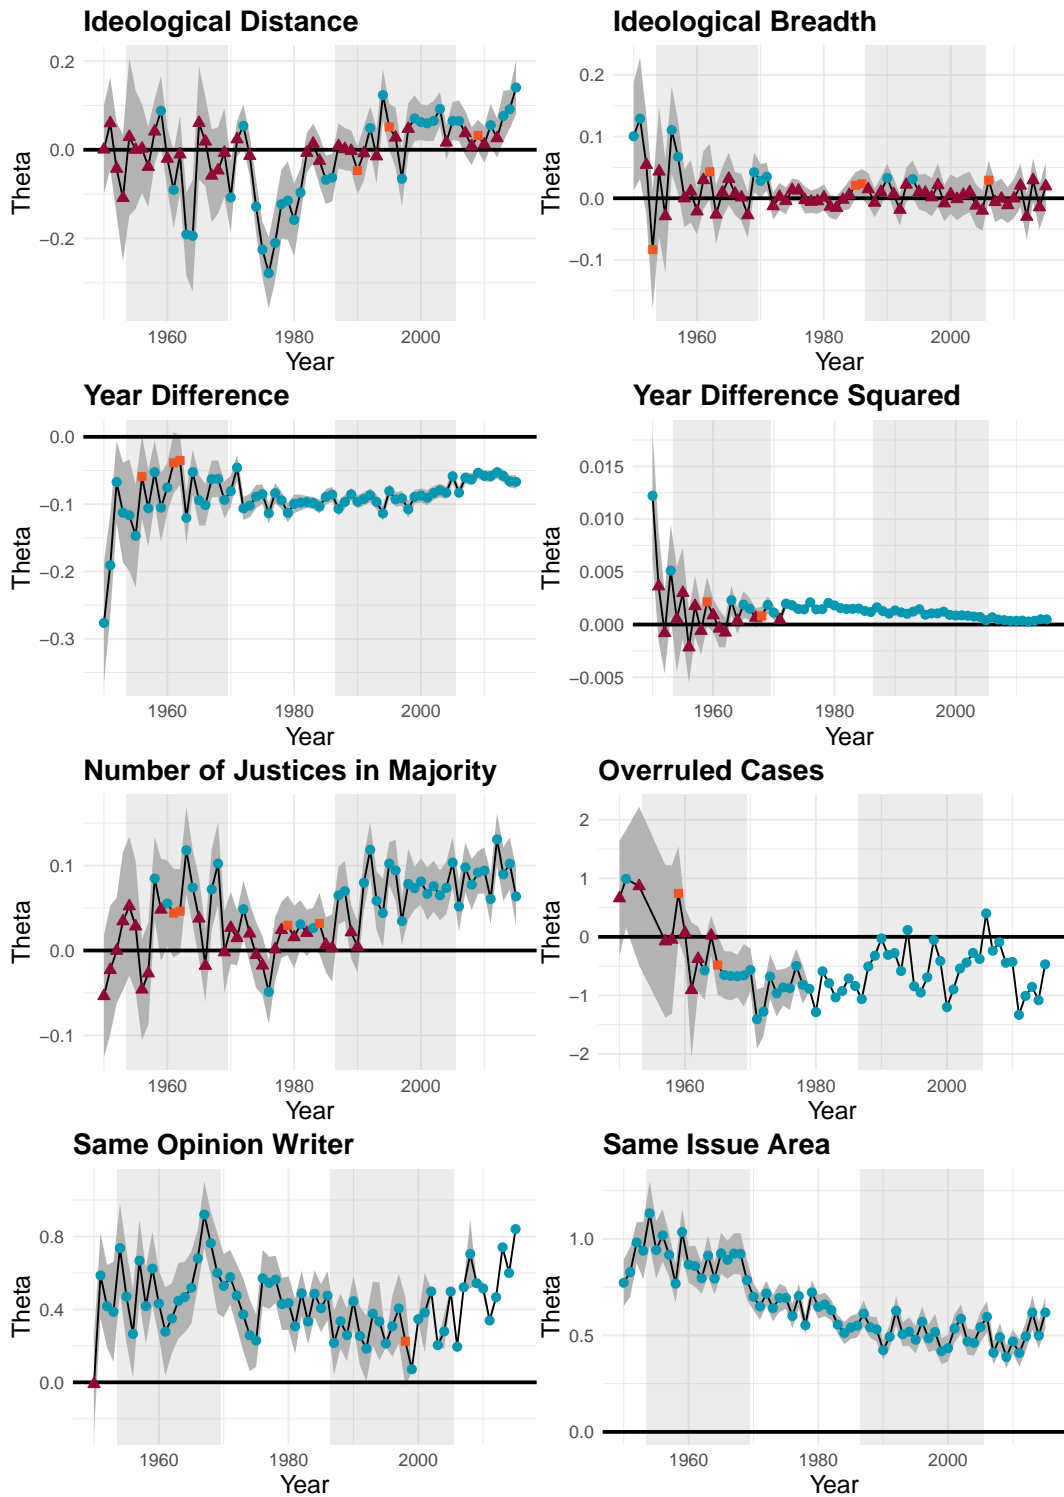 Ideological Distance
Ideological Breadth
0.2
0.0
−0.2
Theta
1960
1980
2000
Year
0.2
0.1
0.0
−0.1
Theta
1960
1980
2000
Year
Year Difference
Year Difference Squared
0.0
−0.1
−0.2
−0.3
Theta
1960
1980
2000
Year
0.015
0.010
0.005
0.000
−0.005
Theta
1960
1980
2000
Year
Number of Justices in Majority
Overruled Cases
0.1
0.0
−0.1
Theta
1960
1980
2000
Year
2
1
0
−1
−2
Theta
1960
1980
2000
Year
Same Opinion Writer
Same Issue Area
0.8
0.4
0.0
Theta
1960
1980
2000
Year
1.0
0.5
0.0
Theta
1960
1980
2000
Year